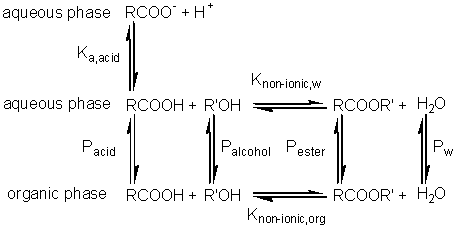 aqueous phase RCOO⁻ + H⁺
Kₐ,acid Knon-ionic,w
aqueous phase RCOOH + R'OH RCOOR' + H₂O
Pacid Palcohol Pester Pw
organic phase RCOOH + R'OH RCOOR' + H₂O
Knon-ionic,org